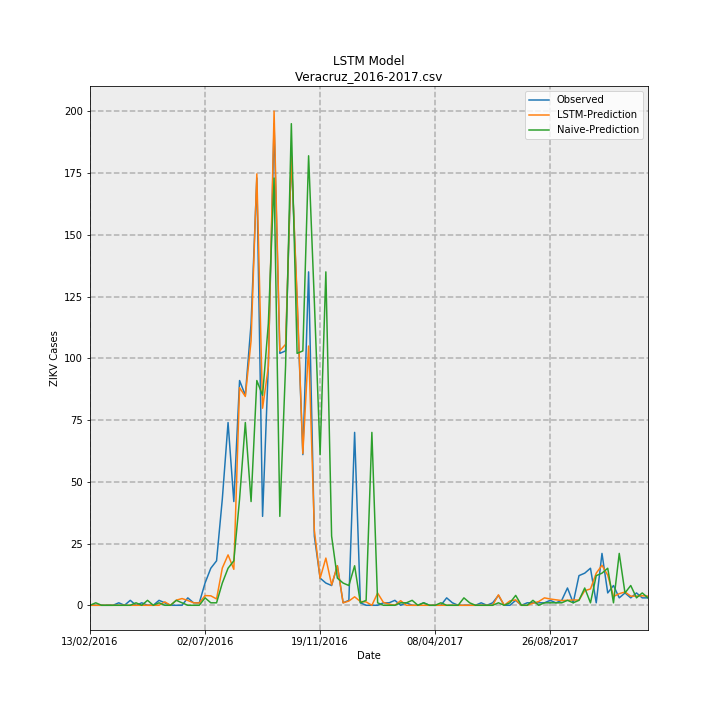 LSTM Model
Veracruz_2016-2017.csv
Observed
LSTM-Prediction
Naive-Prediction
ZIKV Cases
200
175
150
125
100
75
50
25
0
13/02/2016
02/07/2016
19/11/2016
08/04/2017
26/08/2017
Date